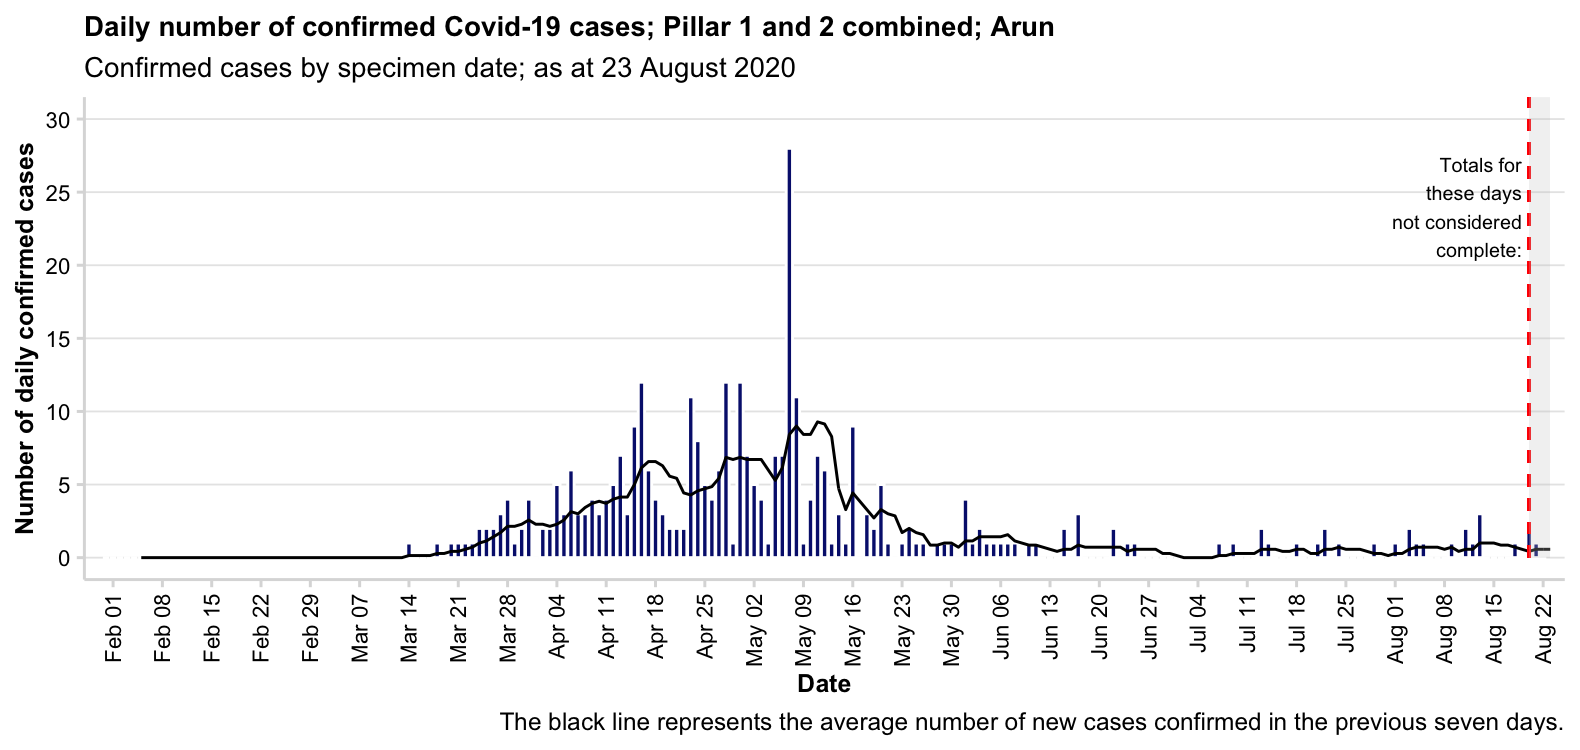 Daily number of confirmed Covid-19 cases; Pillar 1 and 2 combined; Arun
Confirmed cases by specimen date; as at 23 August 2020
Number of daily confirmed cases
30
25
20
15
10
5
0
Totals for
these days
not considered
complete:
Feb 01
Feb 08
Feb 15
Feb 22
Feb 29
Mar 07
Mar 14
Mar 21
Mar 28
Apr 04
Apr 11
Apr 18
Apr 25
May 02
May 09
May 16
May 23
May 30
Jun 06
Jun 13
Jun 20
Jun 27
Jul 04
Jul 11
Jul 18
Jul 25
Aug 01
Aug 08
Aug 15
Aug 22
Date
The black line represents the average number of new cases confirmed in the previous seven days.